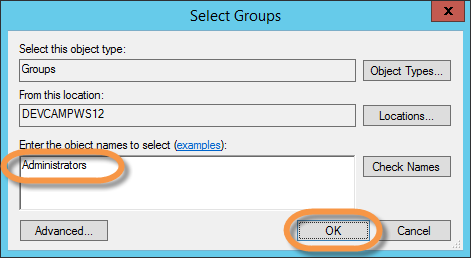 Select Groups
x
Select this object type:
Groups
Object Types...
From this location:
DEVCAMPWS12
Locations...
Enter the object names to select (examples):
Administrators
Check Names
Advanced...
OK
Cancel